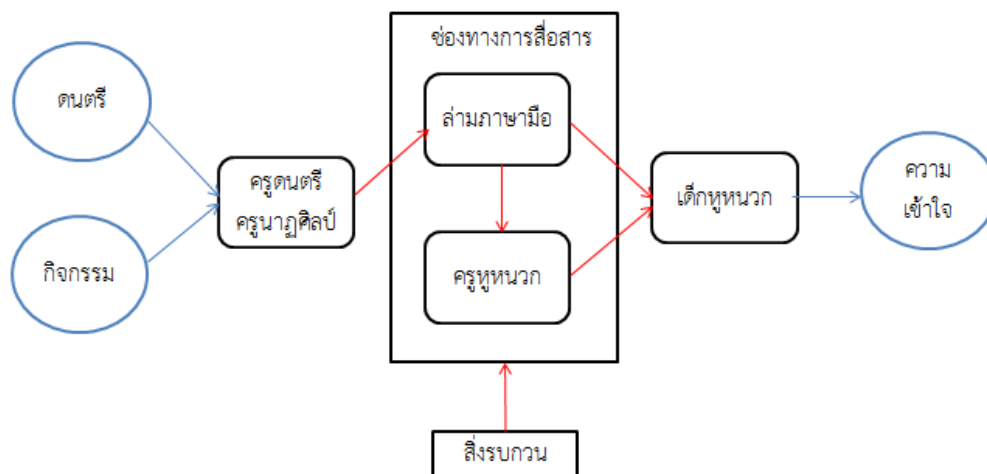 ช่องทางการสื่อสาร
ดนตรี
ล่ามภาษามือ
ครูดนตรี
ครูนาฏศิลป์
เด็กหูหนวก
ความ
เข้าใจ
กิจกรรม
ครูหูหนวก
สิ่งรบกวน